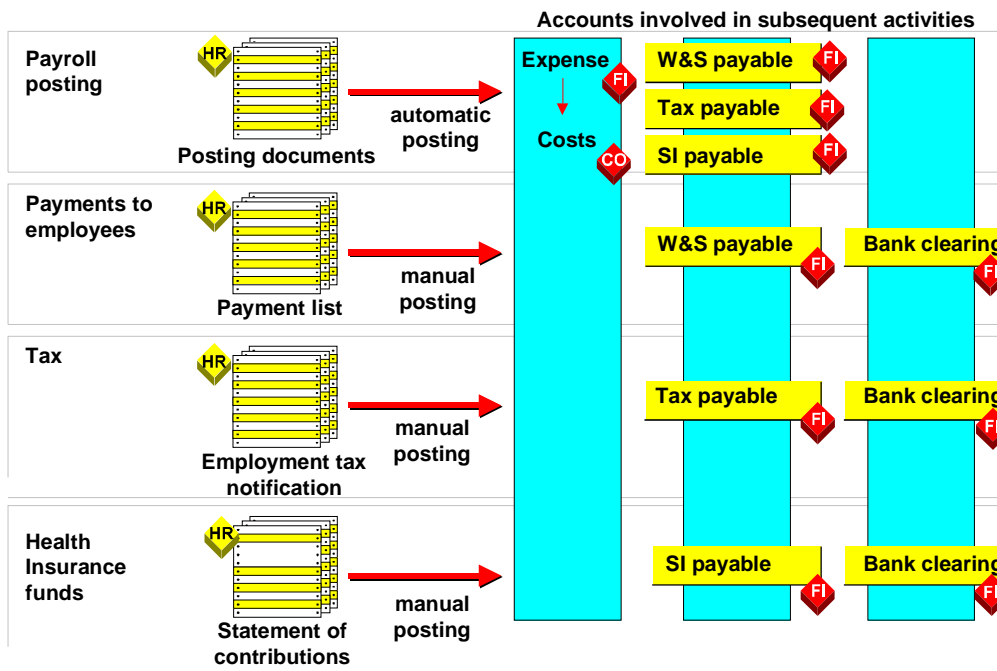 Accounts involved in subsequent activities
Payroll
posting
HR
Posting documents
automatic
posting
Expense
FI
Costs
CO
W&S payable
FI
Tax payable
FI
SI payable
FI
Payments to
employees
HR
Payment list
manual
posting
W&S payable
FI
Bank clearing
FI
Tax
HR
Employment tax
notification
manual
posting
Tax payable
FI
Bank clearing
FI
Health
Insurance
funds
HR
Statement of
contributions
manual
posting
SI payable
FI
Bank clearing
FI